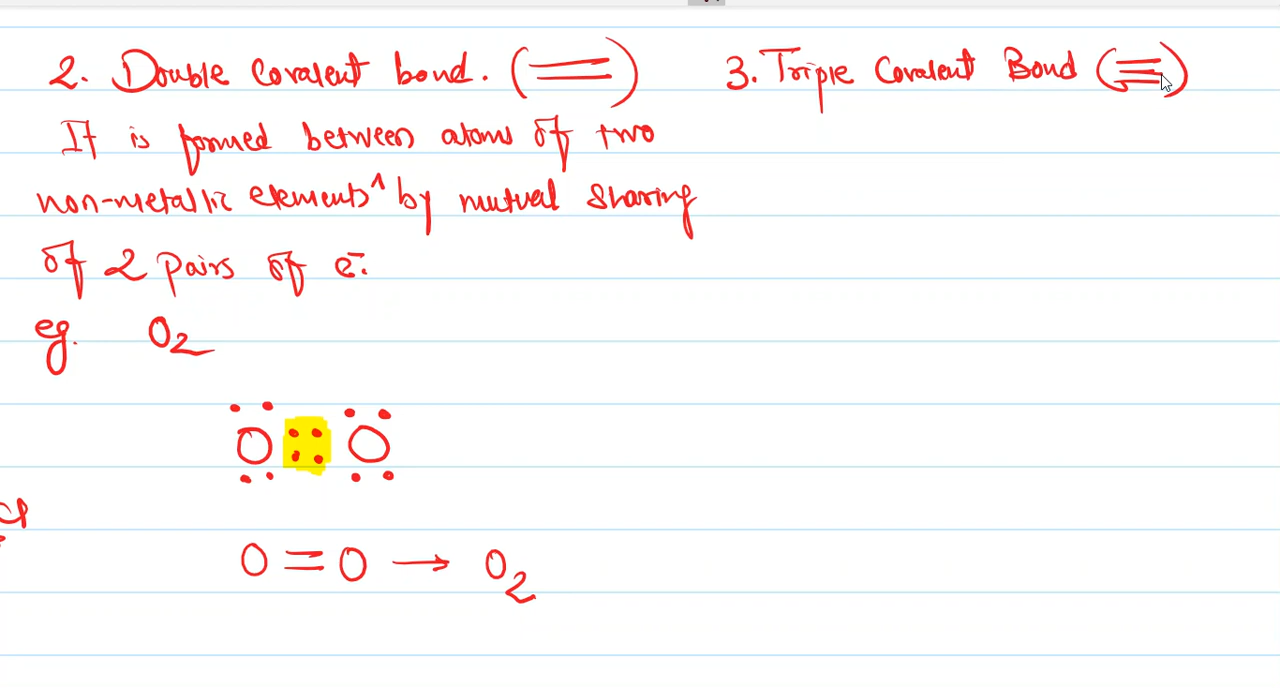 2. Double Covalent bond. (=)
It is formed between atoms of two
non-metallic elements ^ by mutual sharing
of 2 pairs of e-.
eg. O2
O :: O
O = O → O2
3. Triple Covalent Bond (≡)